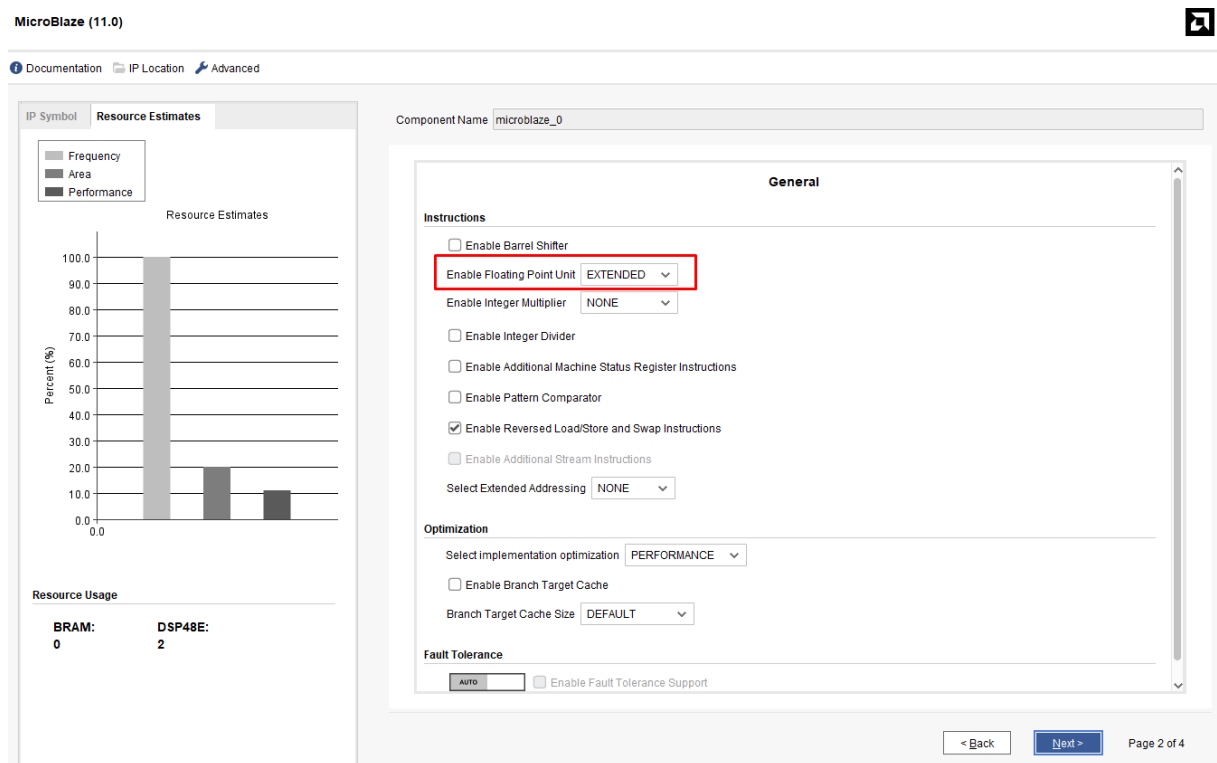 MicroBlaze (11.0)
Documentation IP Location Advanced
IP Symbol Resource Estimates
Frequency
Area
Performance
Resource Estimates
100.0
90.0
80.0
70.0
60.0
50.0
40.0
30.0
20.0
10.0
0.0
0.0
Percent (%)
Resource Usage
BRAM: DSP48E:
0 2
Component Name microblaze_0
General
Instructions
Enable Barrel Shifter
Enable Floating Point Unit EXTENDED
Enable Integer Multiplier NONE
Enable Integer Divider
Enable Additional Machine Status Register Instructions
Enable Pattern Comparator
Enable Reversed Load/Store and Swap Instructions
Enable Additional Stream Instructions
Select Extended Addressing NONE
Optimization
Select implementation optimization PERFORMANCE
Enable Branch Target Cache
Branch Target Cache Size DEFAULT
Fault Tolerance
AUTO Enable Fault Tolerance Support
< Back Next > Page 2 of 4